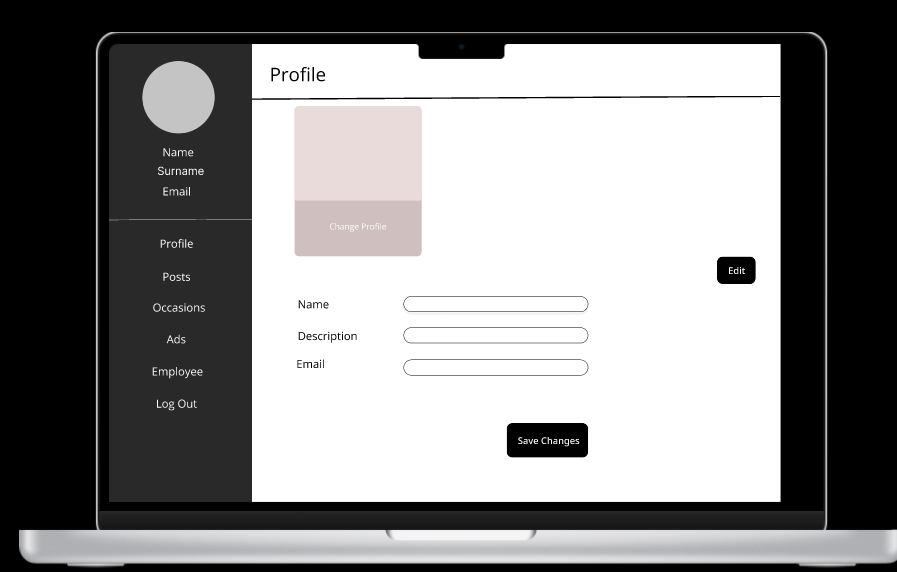 Name
Surname
Email
Profile
Posts
Occasions
Ads
Employee
Log Out
Profile
Change Profile
Edit
Name
Description
Email
Save Changes